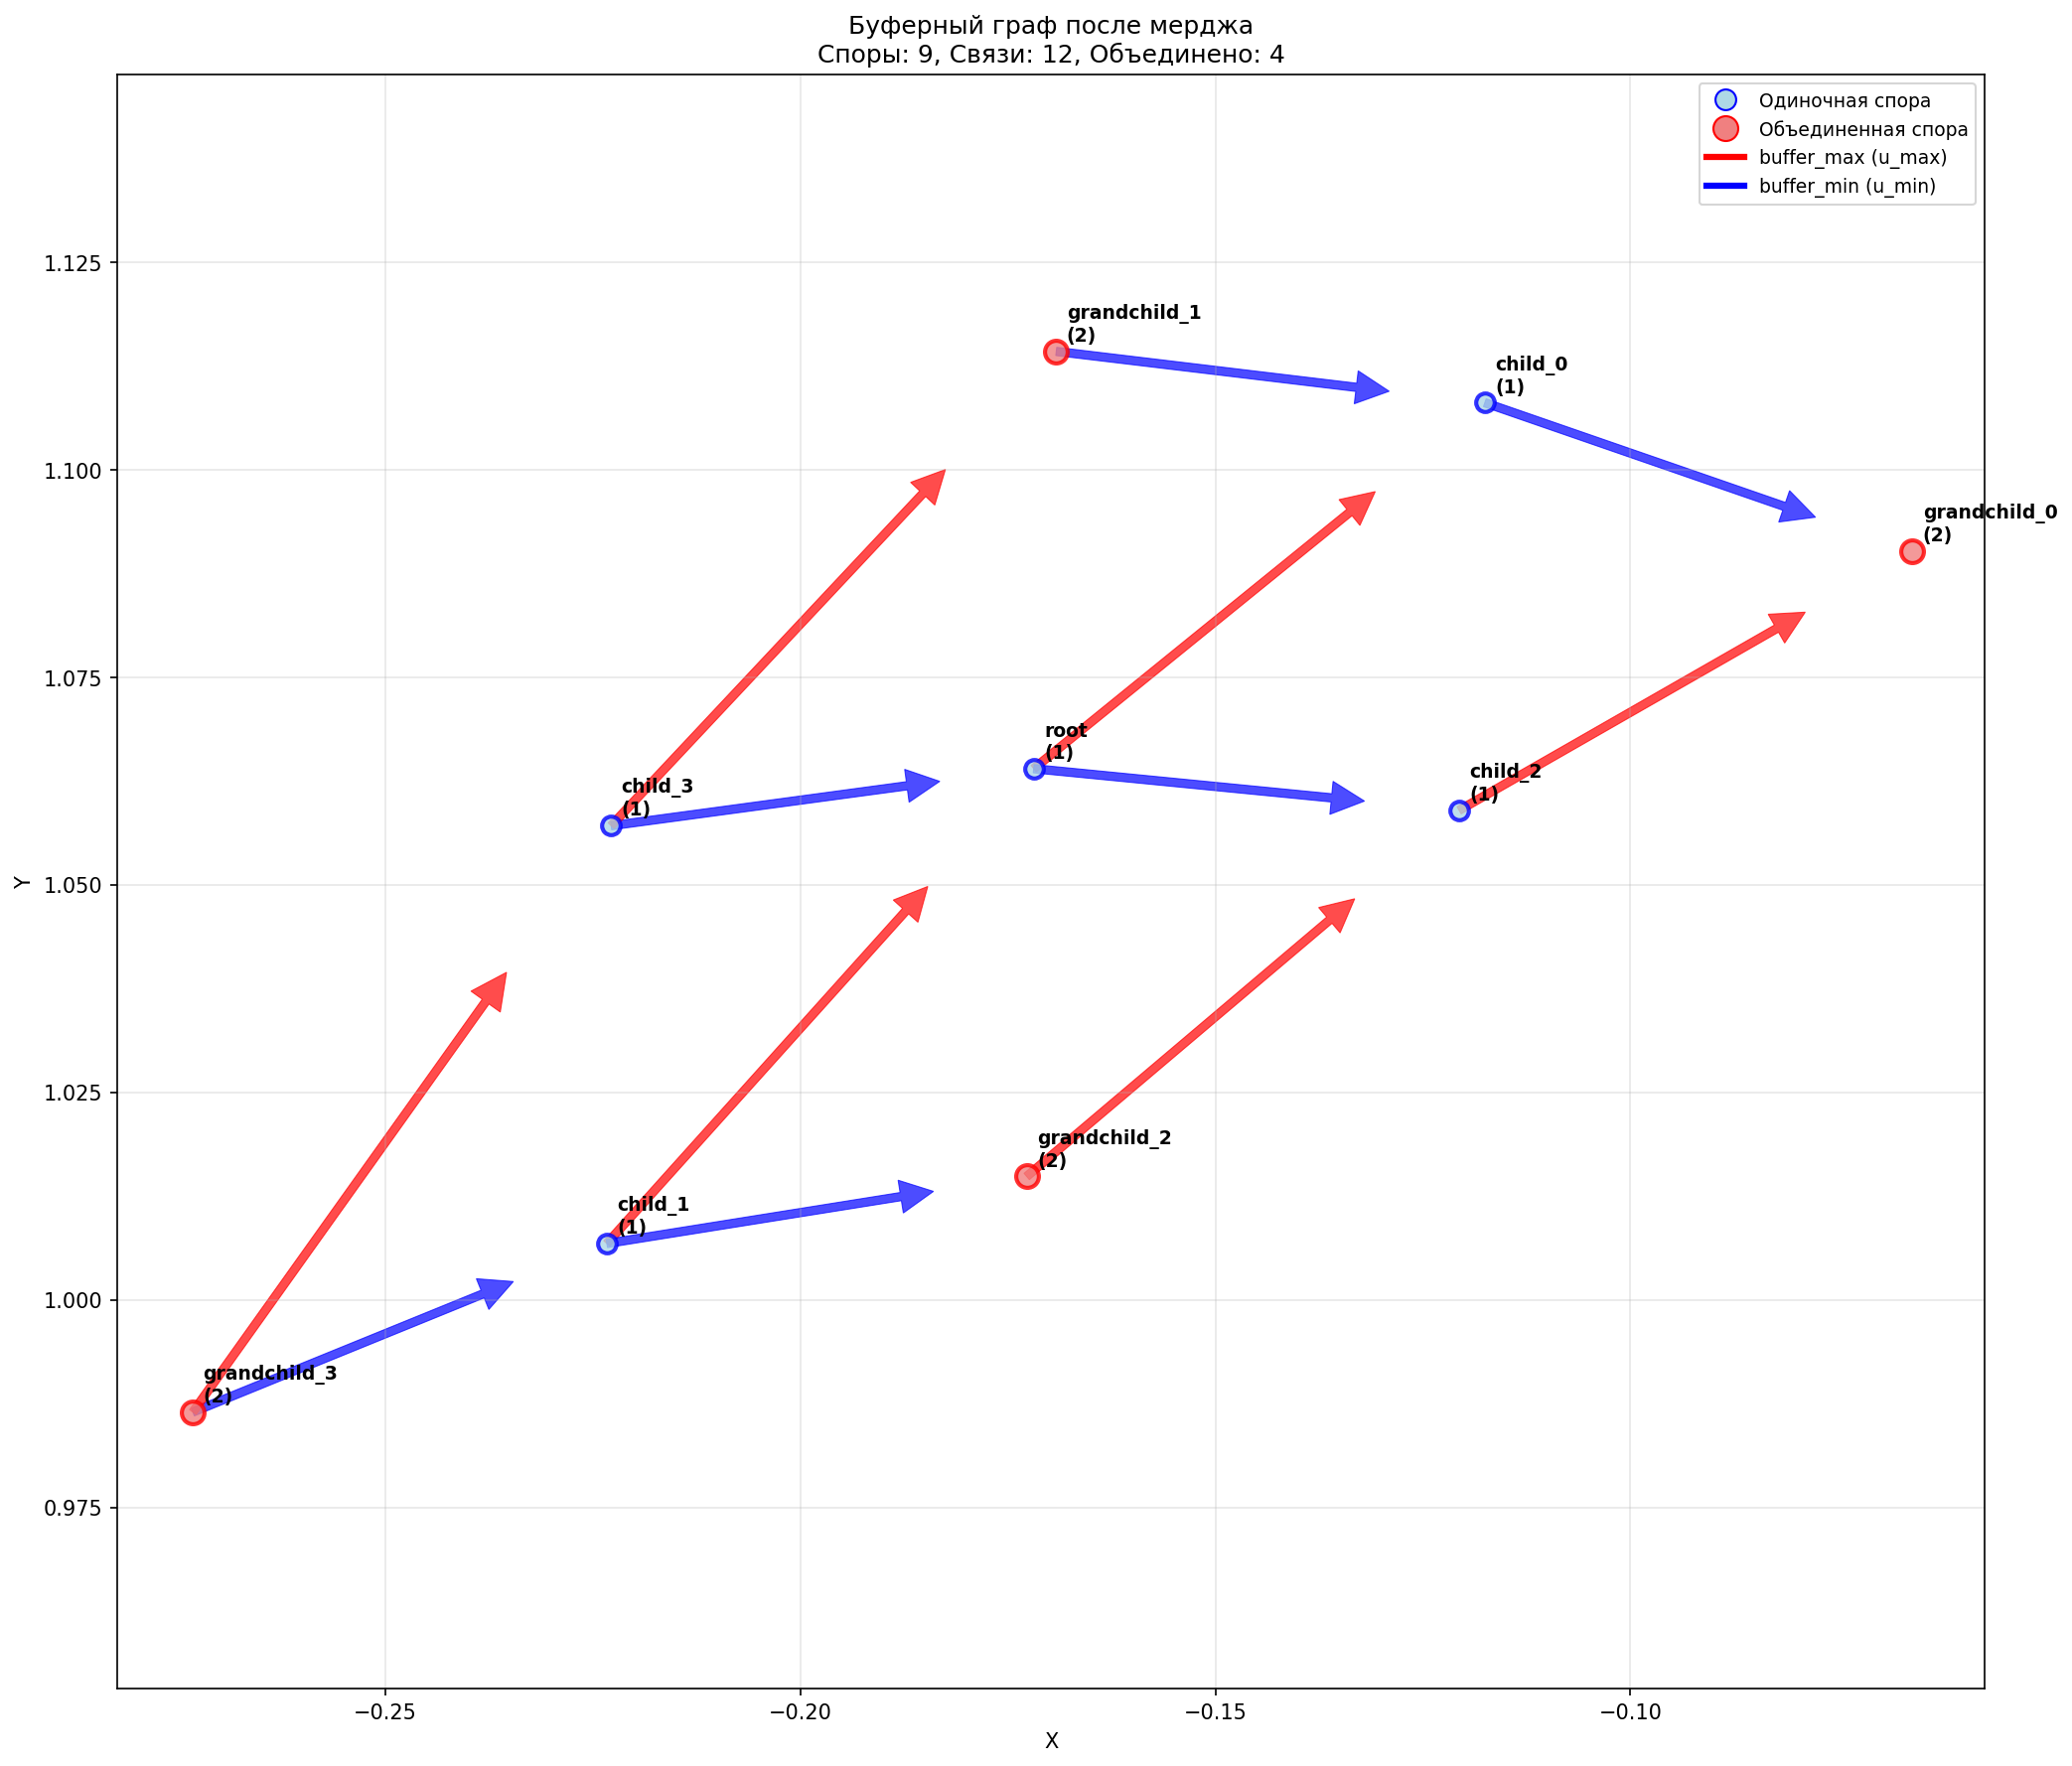 Буферный граф после мерджа
Споры: 9, Связи: 12, Объединено: 4
Одиночная спора
Объединенная спора
buffer_max (u_max)
buffer_min (u_min)
grandchild_1
(2)
child_0
(1)
grandchild_0
(2)
root
(1)
child_2
(1)
child_3
(1)
grandchild_2
(2)
child_1
(1)
grandchild_3
(2)
1.125
1.100
1.075
1.050
1.025
1.000
0.975
Y
−0.25
−0.20
−0.15
−0.10
X